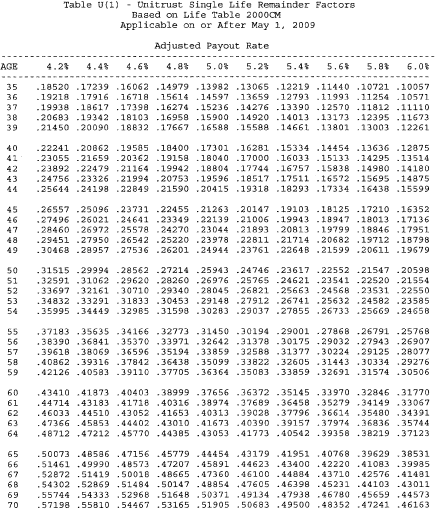 Table U(1) - Unitrust Single Life Remainder Factors
Based on Life Table 2000CM
Applicable on or After May 1, 2009
Adjusted Payout Rate
AGE 4.2% 4.4% 4.6% 4.8% 5.0% 5.2% 5.4% 5.6% 5.8% 6.0%
35 .18520 .17239 .16062 .14979 .13982 .13065 .12219 .11440 .10721 .10057
36 .19218 .17916 .16718 .15614 .14597 .13659 .12793 .11993 .11254 .10571
37 .19938 .18617 .17398 .16274 .15236 .14276 .13390 .12570 .11812 .11110
38 .20683 .19342 .18103 .16958 .15900 .14920 .14013 .13173 .12395 .11673
39 .21450 .20090 .18832 .17667 .16588 .15588 .14661 .13801 .13003 .12261
40 .22241 .20862 .19585 .18400 .17301 .16281 .15334 .14454 .13636 .12875
41 .23055 .21659 .20362 .19158 .18040 .17000 .16033 .15133 .14295 .13514
42 .23892 .22479 .21164 .19942 .18804 .17744 .16757 .15838 .14980 .14180
43 .24756 .23326 .21994 .20753 .19596 .18517 .17511 .16572 .15695 .14875
44 .25644 .24198 .22849 .21590 .20415 .19318 .18293 .17334 .16438 .15599
45 .26557 .25096 .23731 .22455 .21263 .20147 .19103 .18125 .17210 .16352
46 .27496 .26021 .24641 .23349 .22139 .21006 .19943 .18947 .18013 .17136
47 .28460 .26972 .25578 .24270 .23044 .21893 .20813 .19799 .18846 .17951
48 .29451 .27950 .26542 .25220 .23978 .22811 .21714 .20682 .19712 .18798
49 .30468 .28957 .27536 .26201 .24944 .23761 .22648 .21599 .20611 .19679
50 .31515 .29994 .28562 .27214 .25943 .24746 .23617 .22552 .21547 .20598
51 .32591 .31062 .29620 .28260 .26976 .25765 .24621 .23541 .22520 .21554
52 .33697 .32161 .30710 .29340 .28045 .26821 .25663 .24568 .23531 .22550
53 .34832 .33291 .31833 .30453 .29148 .27912 .26741 .25632 .24582 .23585
54 .35995 .34449 .32985 .31598 .30283 .29037 .27855 .26733 .25669 .24658
55 .37183 .35635 .34166 .32773 .31450 .30194 .29001 .27868 .26791 .25768
56 .38390 .36841 .35370 .33971 .32642 .31378 .30175 .29032 .27943 .26907
57 .39618 .38069 .36596 .35194 .33859 .32588 .31377 .30224 .29125 .28077
58 .40862 .39316 .37842 .36438 .35099 .33822 .32605 .31443 .30334 .29276
59 .42126 .40583 .39110 .37705 .36364 .35083 .33859 .32691 .31574 .30506
60 .43410 .41873 .40403 .38999 .37656 .36372 .35145 .33970 .32846 .31770
61 .44714 .43183 .41718 .40316 .38974 .37689 .36458 .35279 .34149 .33067
62 .46033 .44510 .43052 .41653 .40313 .39028 .37796 .36614 .35480 .34391
63 .47366 .45853 .44402 .43010 .41673 .40390 .39157 .37974 .36836 .35744
64 .48712 .47212 .45770 .44385 .43053 .41773 .40542 .39358 .38219 .37123
65 .50073 .48586 .47156 .45779 .44454 .43179 .41951 .40768 .39629 .38531
66 .51461 .49990 .48573 .47207 .45891 .44623 .43400 .42220 .41083 .39985
67 .52872 .51419 .50018 .48665 .47360 .46100 .44884 .43710 .42576 .41481
68 .54302 .52869 .51484 .50147 .48854 .47605 .46398 .45231 .44103 .43011
69 .55744 .54333 .52968 .51648 .50371 .49134 .47938 .46780 .45659 .44573
70 .57198 .55810 .54467 .53165 .51905 .50683 .49500 .48352 .47241 .46163